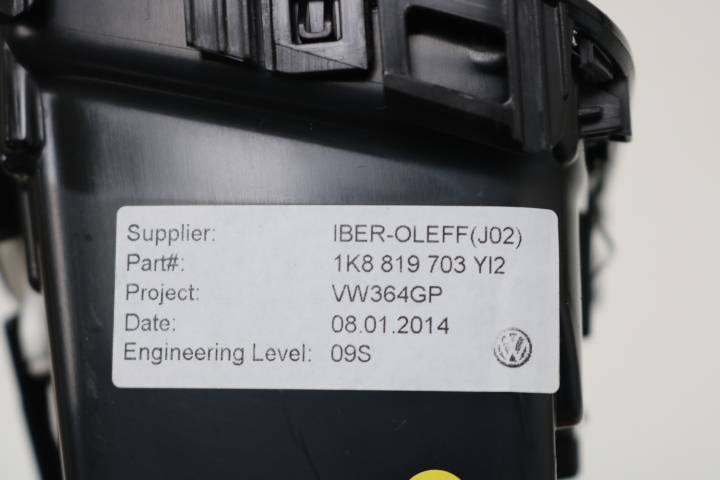 Supplier: IBER-OLEFF(J02)
Part#: 1K8 819 703 YI2
Project: VW364GP
Date: 08.01.2014
Engineering Level: 09S